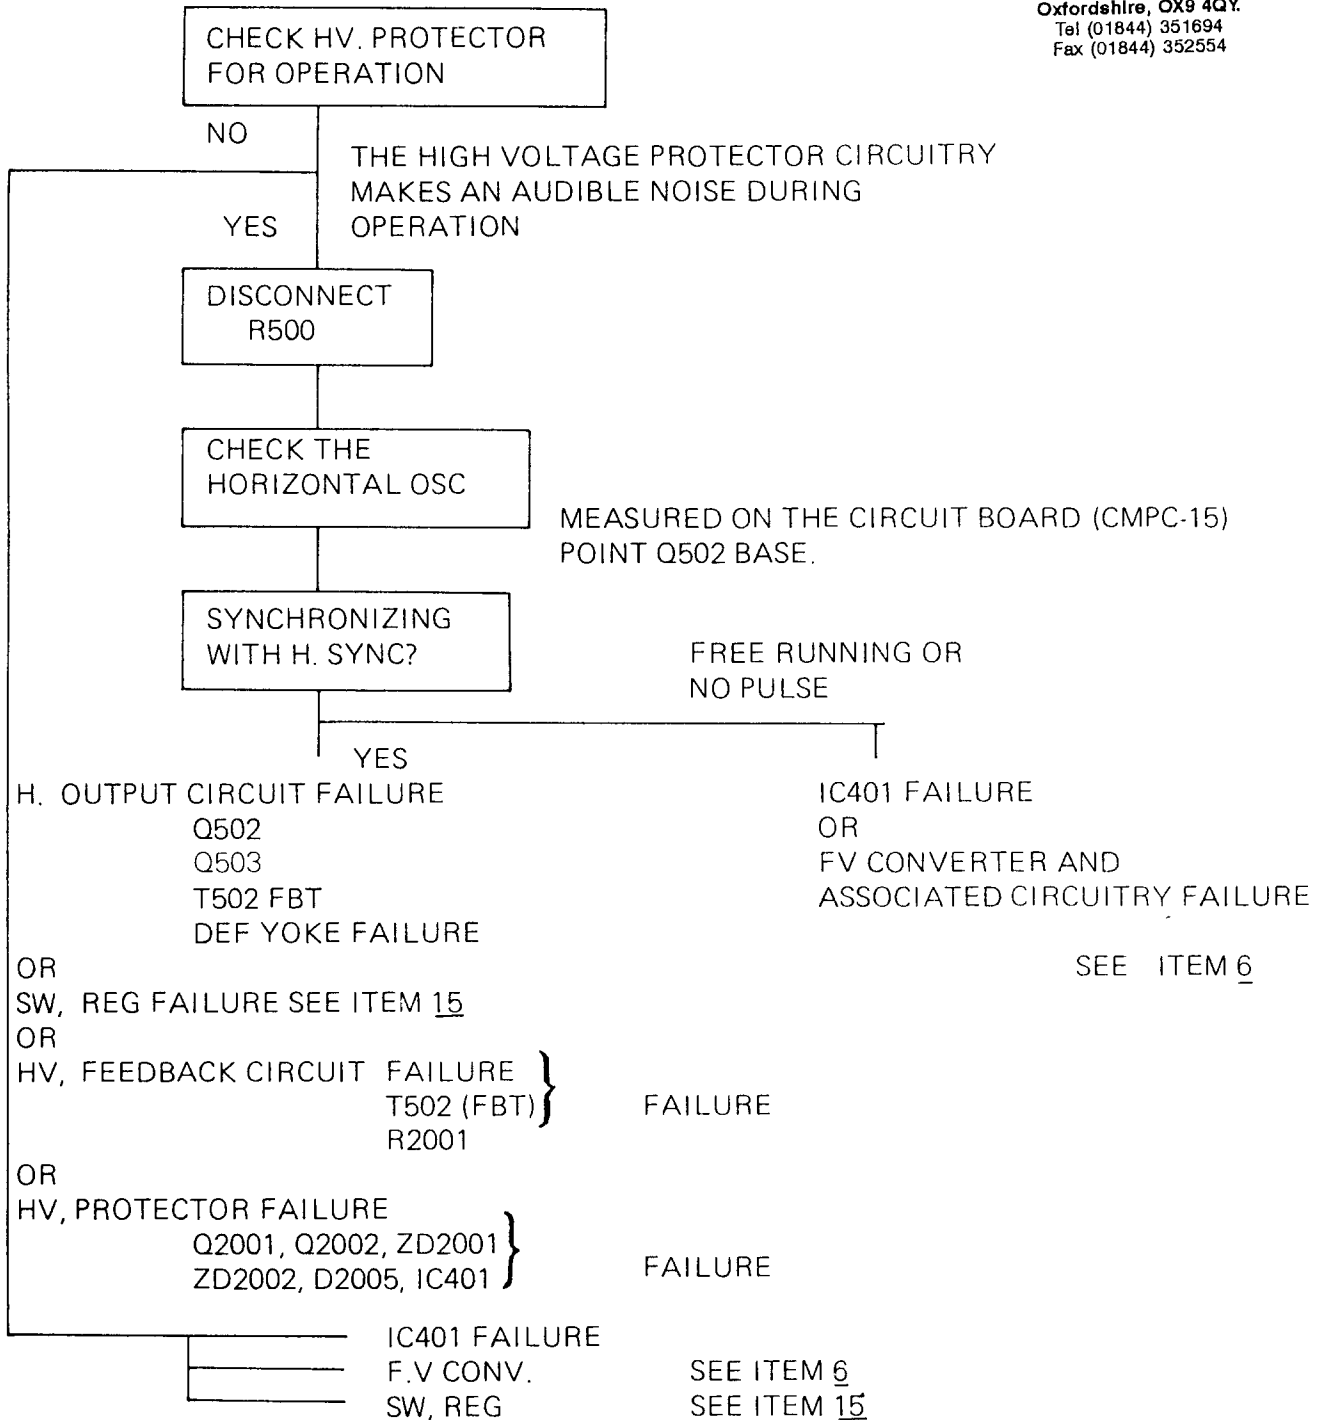 Oxfordshire, OX9 4QY.
Tel (01844) 351694
Fax (01844) 352554
CHECK HV. PROTECTOR
FOR OPERATION
NO
THE HIGH VOLTAGE PROTECTOR CIRCUITRY
MAKES AN AUDIBLE NOISE DURING
YES OPERATION
DISCONNECT
R500
CHECK THE
HORIZONTAL OSC
MEASURED ON THE CIRCUIT BOARD (CMPC-15)
POINT Q502 BASE.
SYNCHRONIZING
WITH H. SYNC?
FREE RUNNING OR
NO PULSE
YES
H. OUTPUT CIRCUIT FAILURE
Q502
Q503
T502 FBT
DEF YOKE FAILURE
IC401 FAILURE
OR
FV CONVERTER AND
ASSOCIATED CIRCUITRY FAILURE
SEE ITEM 6
OR
SW, REG FAILURE SEE ITEM 15
OR
HV, FEEDBACK CIRCUIT FAILURE
T502 (FBT) FAILURE
R2001
OR
HV, PROTECTOR FAILURE
Q2001, Q2002, ZD2001
ZD2002, D2005, IC401 FAILURE
IC401 FAILURE
F.V CONV. SEE ITEM 6
SW, REG SEE ITEM 15